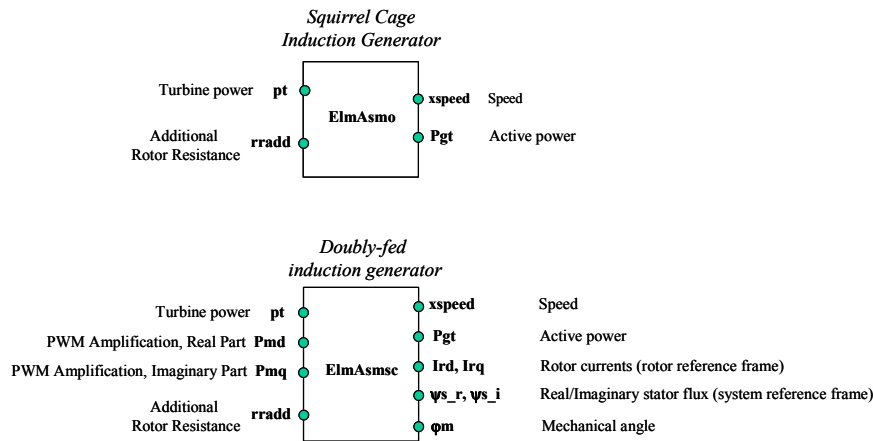 Squirrel Cage
Induction Generator
Turbine power pt
xspeed Speed
ElmAsmo
Additional
Rotor Resistance rradd
Pgt Active power
Doubly-fed
induction generator
Turbine power pt
xspeed Speed
PWM Amplification, Real Part Pmd
Pgt Active power
PWM Amplification, Imaginary Part Pmq
ElmAsmsc
Ird, Irq Rotor currents (rotor reference frame)
ψs_r, ψs_i Real/Imaginary stator flux (system reference frame)
Additional
Rotor Resistance rradd
φm Mechanical angle